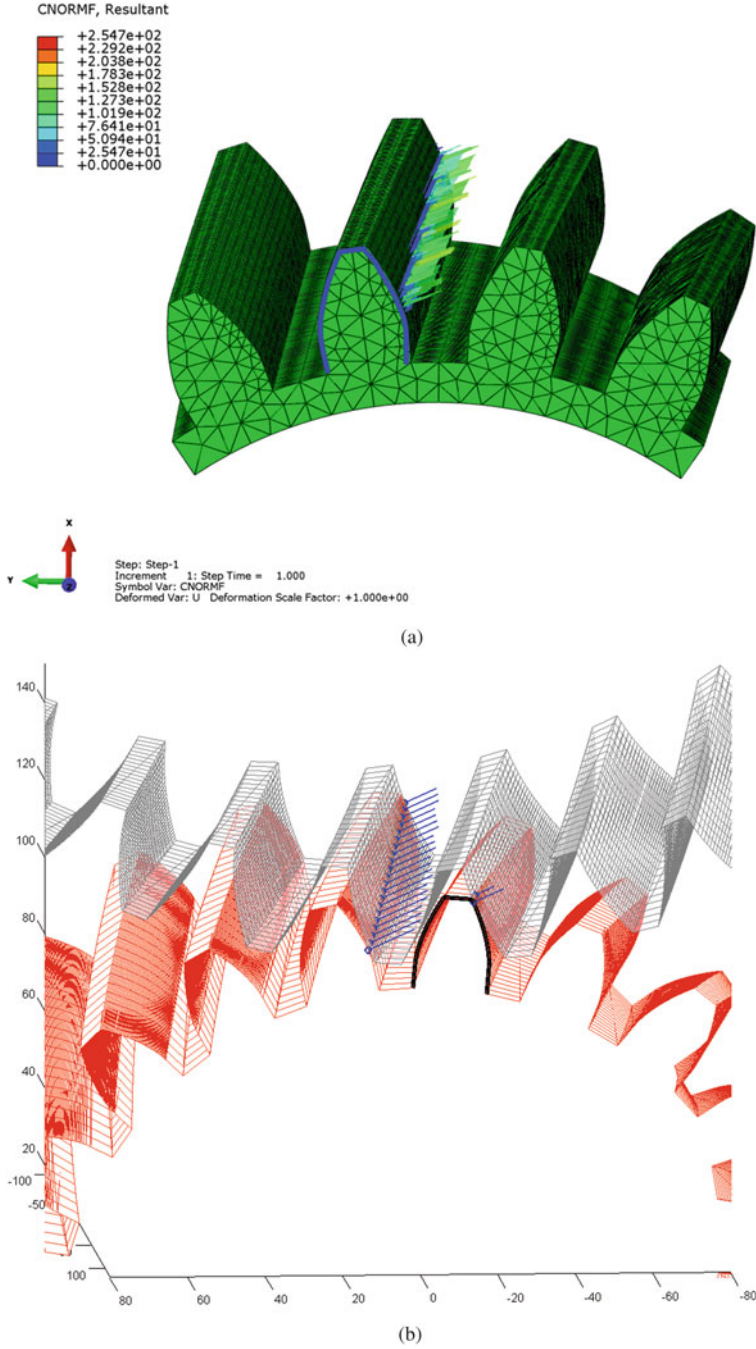 CNORMF, Resultant
+2.547e+02
+2.292e+02
+2.038e+02
+1.783e+02
+1.528e+02
+1.273e+02
+1.019e+02
+7.641e+01
+5.094e+01
+2.547e+01
+0.000e+00
X
Y
Z
Step: Step-1
Increment 1: Step Time = 1.000
Symbol Var: CNORMF
Deformed Var: U Deformation Scale Factor: +1.000e+00
(a)
140
120
100
80
60
40
20
-100
-50
100
80 60 40 20 0 -20 -40 -60 -80
(b)